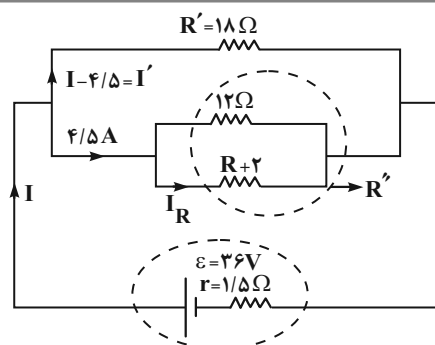 R′=۱۸Ω
I-۴/۵=I′
۱۲Ω
۴/۵A
R+۲
I
I_R
R″
ε=۳۶V
r=۱/۵Ω